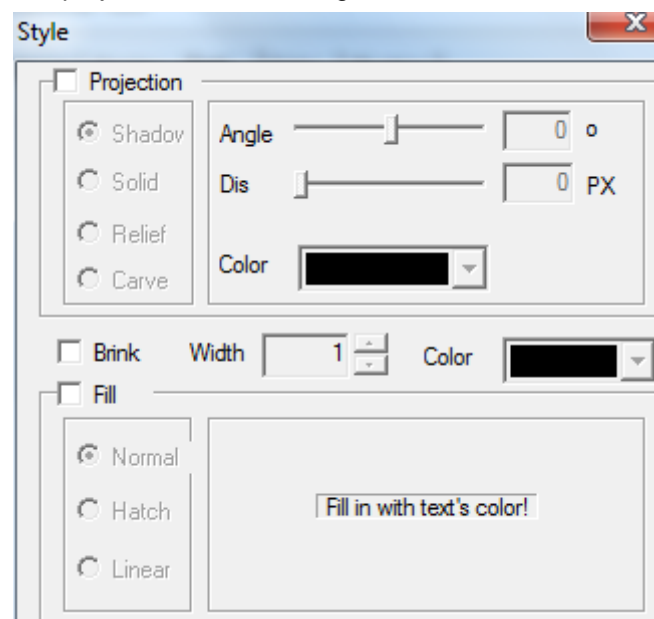 Style
Projection
Shadov
Angle 0 o
Solid
Dis 0 PX
Relief
Color
Carve
Brink Width 1 Color
Fill
Normal
Hatch
Fill in with text's color!
Linear